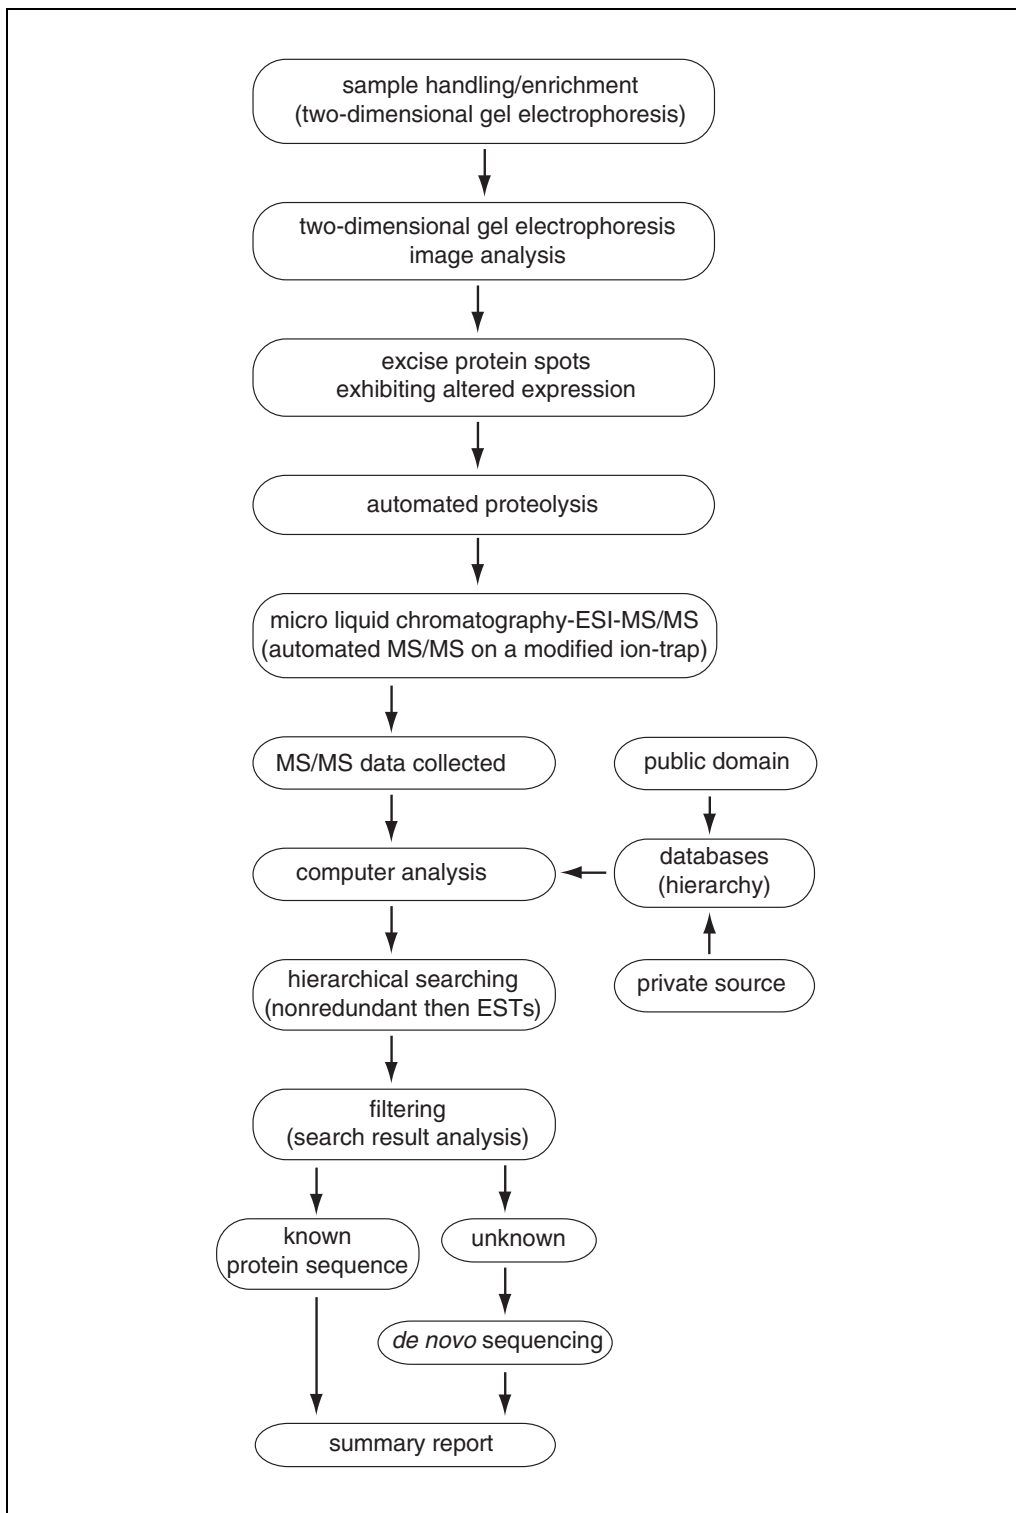 sample handling/enrichment
(two-dimensional gel electrophoresis)
two-dimensional gel electrophoresis
image analysis
excise protein spots
exhibiting altered expression
automated proteolysis
micro liquid chromatography-ESI-MS/MS
(automated MS/MS on a modified ion-trap)
MS/MS data collected
public domain
computer analysis
databases
(hierarchy)
hierarchical searching
(nonredundant then ESTs)
private source
filtering
(search result analysis)
known
protein sequence
unknown
de novo sequencing
summary report